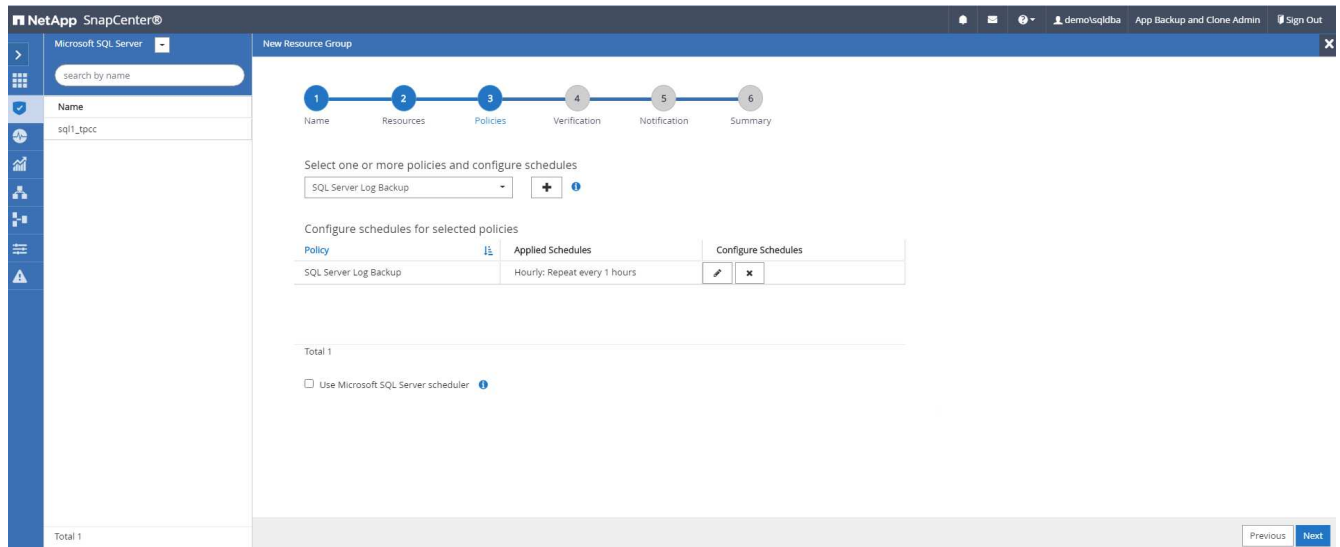 NetApp SnapCenter®
demo\sqldba App Backup and Clone Admin Sign Out
Microsoft SQL Server
New Resource Group
search by name
Name
sql1_tpcc
1 2 3 4 5 6
Name Resources Policies Verification Notification Summary
Select one or more policies and configure schedules
SQL Server Log Backup
Configure schedules for selected policies
Policy Applied Schedules Configure Schedules
SQL Server Log Backup Hourly: Repeat every 1 hours
Total 1
Use Microsoft SQL Server scheduler
Total 1
Previous Next